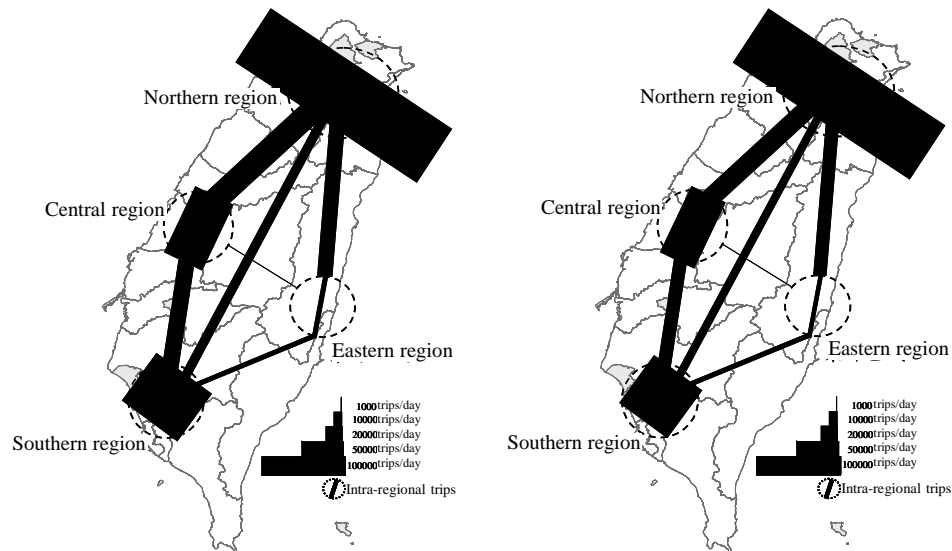 Northern region
Central region
Eastern region
Southern region
1000trips/day
10000trips/day
20000trips/day
50000trips/day
100000trips/day
Intra-regional trips
Northern region
Central region
Eastern region
Southern region
1000trips/day
10000trips/day
20000trips/day
50000trips/day
100000trips/day
Intra-regional trips